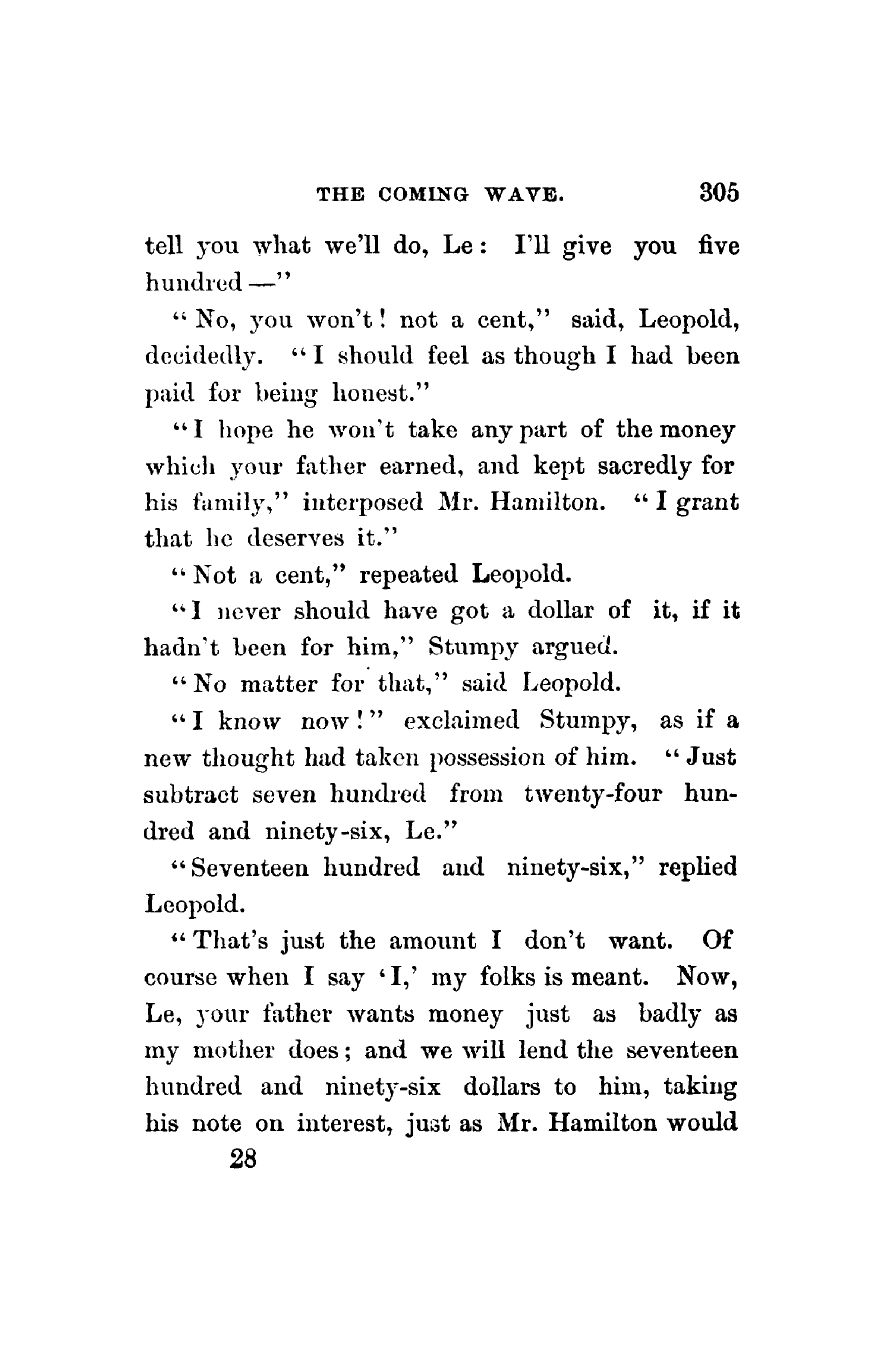 THE COMING WAVE. 305
tell you what we'll do, Le: I'll give you five
hundred —"
"No, you won't! not a cent," said, Leopold,
decidedly. "I should feel as though I had been
paid for being honest."
"I hope he won't take any part of the money
which your father earned, and kept sacredly for
his family," interposed Mr. Hamilton. "I grant
that he deserves it."
"Not a cent," repeated Leopold.
"I never should have got a dollar of it, if it
hadn't been for him," Stumpy argued.
"No matter for that," said Leopold.
"I know now!" exclaimed Stumpy, as if a
new thought had taken possession of him. "Just
subtract seven hundred from twenty-four hun-
dred and ninety-six, Le."
"Seventeen hundred and ninety-six," replied
Leopold.
"That's just the amount I don't want. Of
course when I say 'I,' my folks is meant. Now,
Le, your father wants money just as badly as
my mother does; and we will lend the seventeen
hundred and ninety-six dollars to him, taking
his note on interest, just as Mr. Hamilton would
28